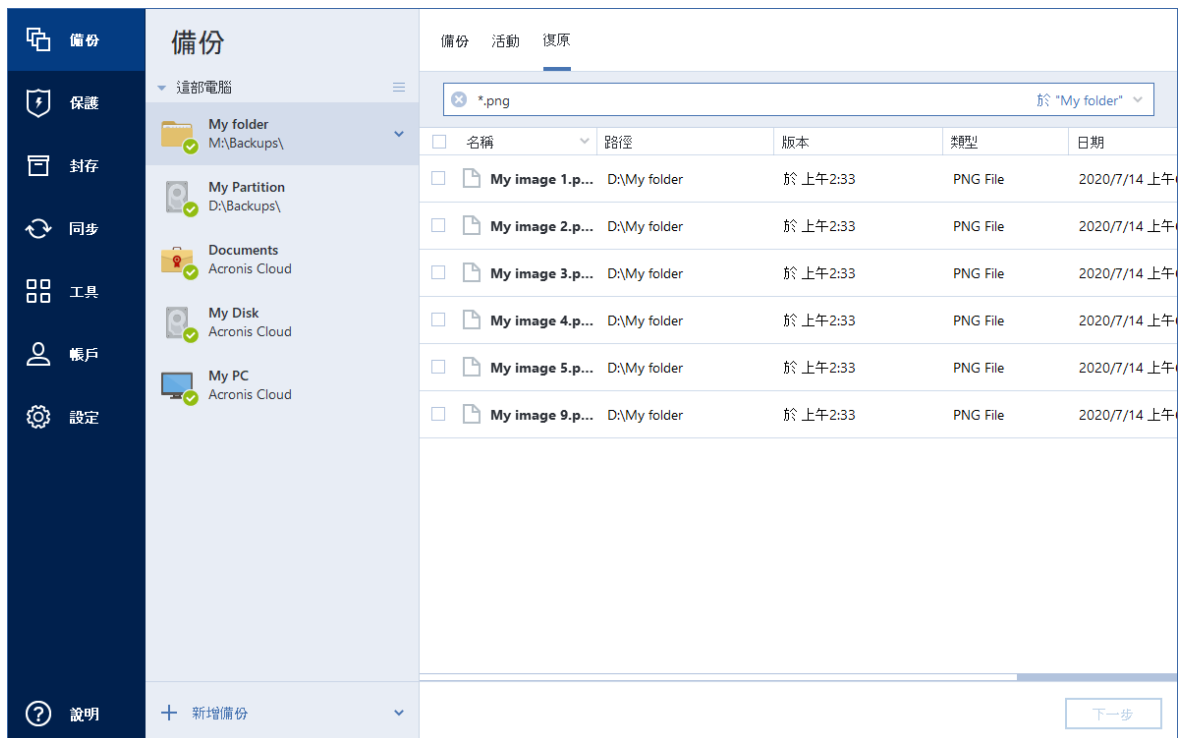 備份
保護
封存
同步
工具
帳戶
設定
說明
備份
這部電腦
My folder
M:\Backups\
My Partition
D:\Backups\
Documents
Acronis Cloud
My Disk
Acronis Cloud
My PC
Acronis Cloud
新增備份
備份 活動 復原
*.png 於 "My folder"
名稱 路徑 版本 類型 日期
My image 1.p... D:\My folder 於 上午2:33 PNG File 2020/7/14 上午
My image 2.p... D:\My folder 於 上午2:33 PNG File 2020/7/14 上午
My image 3.p... D:\My folder 於 上午2:33 PNG File 2020/7/14 上午
My image 4.p... D:\My folder 於 上午2:33 PNG File 2020/7/14 上午
My image 5.p... D:\My folder 於 上午2:33 PNG File 2020/7/14 上午
My image 9.p... D:\My folder 於 上午2:33 PNG File 2020/7/14 上午
下一步